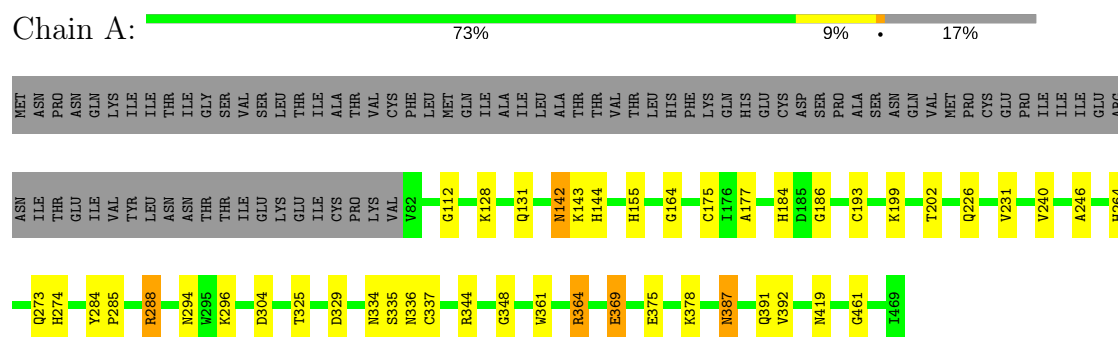 Chain A:
73% 9% • 17%
MET ASN PRO ASN GLN LYS ILE ILE THR ILE GLY SER VAL SER LEU THR ILE ALA THR VAL CYS PHE LEU MET GLN ILE ALA ILE LEU ALA THR THR VAL THR LEU HIS PHE LYS GLN HIS GLU CYS ASP SER PRO ALA SER ASN GLN VAL MET PRO CYS GLU PRO ILE ILE ILE GLU ARG
ASN ILE THR GLU ILE VAL TYR LEU ASN ASN THR THR ILE GLU LYS GLU ILE CYS PRO LYS VAL V82 G112 K128 Q131 N142 K143 H144 H155 G164 C175 I176 A177 H184 D185 G186 C193 K199 T202 Q226 V231 V240 A246 H264
Q273 H274 Y284 P285 R288 N294 W295 K296 D304 T325 D329 N334 S335 N336 C337 R344 G348 W361 R364 E369 E375 K378 N387 Q391 V392 N419 G461 I469